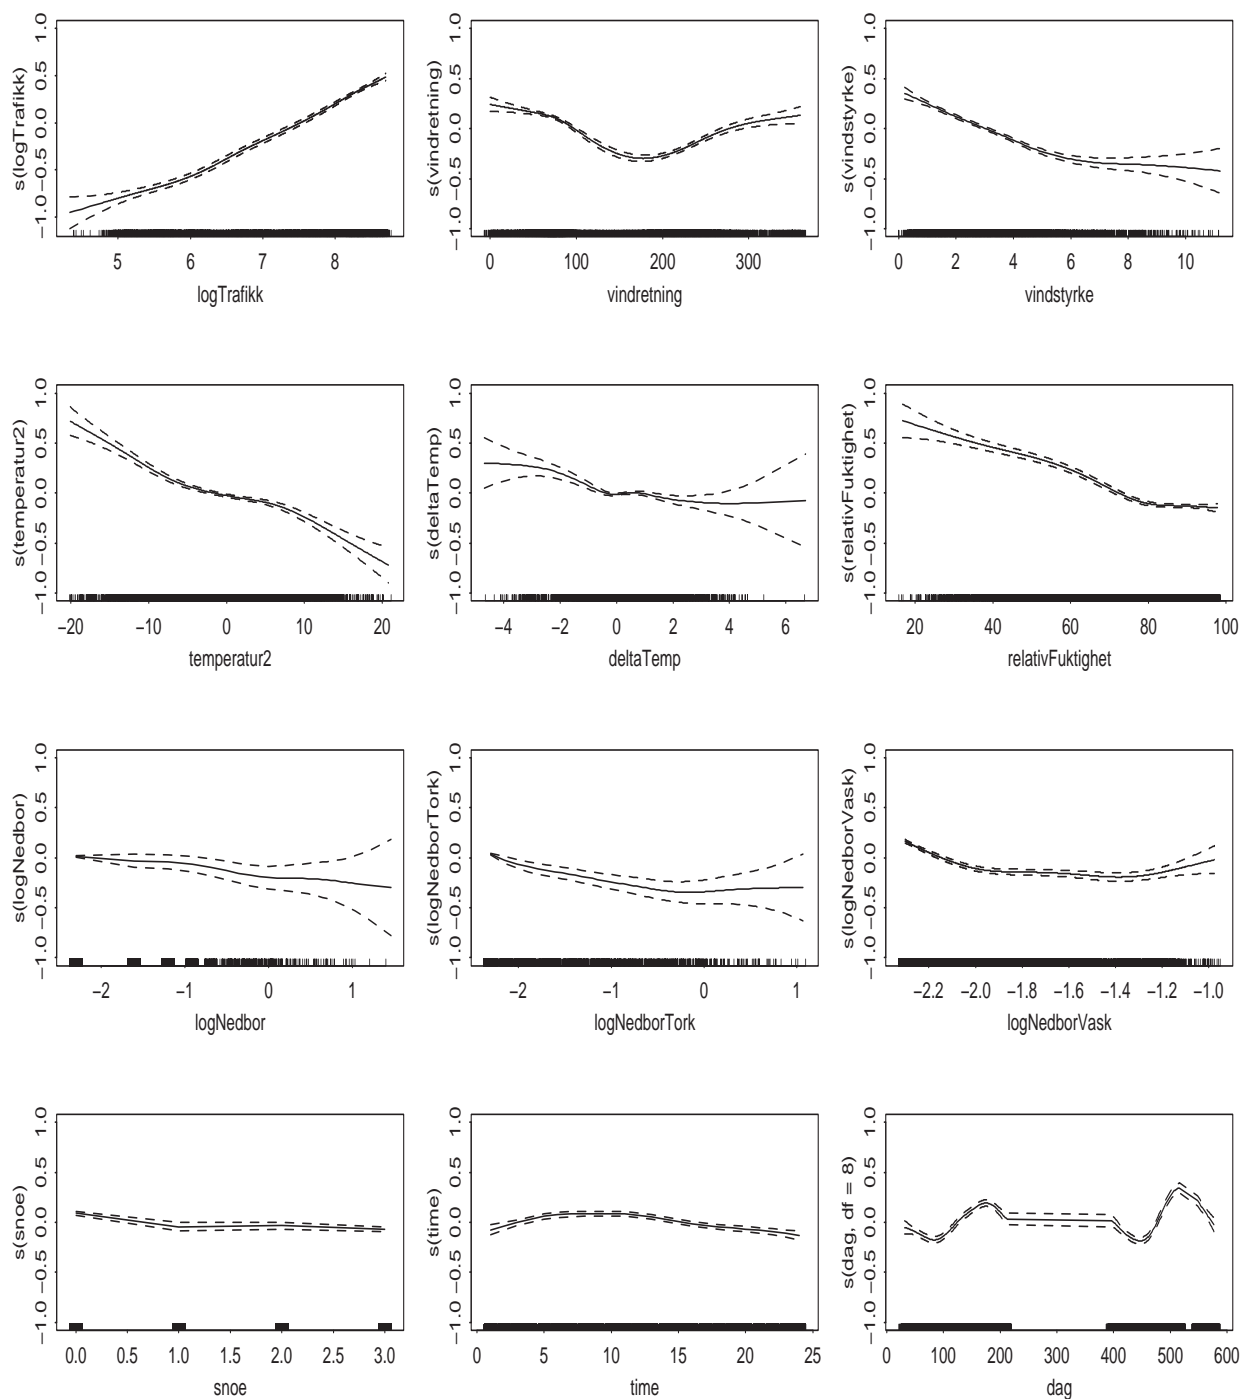 s(logTrafikk)
−1.0 −0.5 0.0 0.5 1.0
5 6 7 8
logTrafikk
s(vindretning)
−1.0 −0.5 0.0 0.5 1.0
0 100 200 300
vindretning
s(vindstyrke)
−1.0 −0.5 0.0 0.5 1.0
0 2 4 6 8 10
vindstyrke
s(temperatur2)
−1.0 −0.5 0.0 0.5 1.0
−20 −10 0 10 20
temperatur2
s(deltaTemp)
−1.0 −0.5 0.0 0.5 1.0
−4 −2 0 2 4 6
deltaTemp
s(relativFuktighet)
−1.0 −0.5 0.0 0.5 1.0
20 40 60 80 100
relativFuktighet
s(logNedbor)
−1.0 −0.5 0.0 0.5 1.0
−2 −1 0 1
logNedbor
s(logNedborTork)
−1.0 −0.5 0.0 0.5 1.0
−2 −1 0 1
logNedborTork
s(logNedborVask)
−1.0 −0.5 0.0 0.5 1.0
−2.2 −2.0 −1.8 −1.6 −1.4 −1.2 −1.0
logNedborVask
s(snoe)
−1.0 −0.5 0.0 0.5 1.0
0.0 0.5 1.0 1.5 2.0 2.5 3.0
snoe
s(time)
−1.0 −0.5 0.0 0.5 1.0
0 5 10 15 20 25
time
s(dag, df = 8)
−1.0 −0.5 0.0 0.5 1.0
0 100 200 300 400 500 600
dag